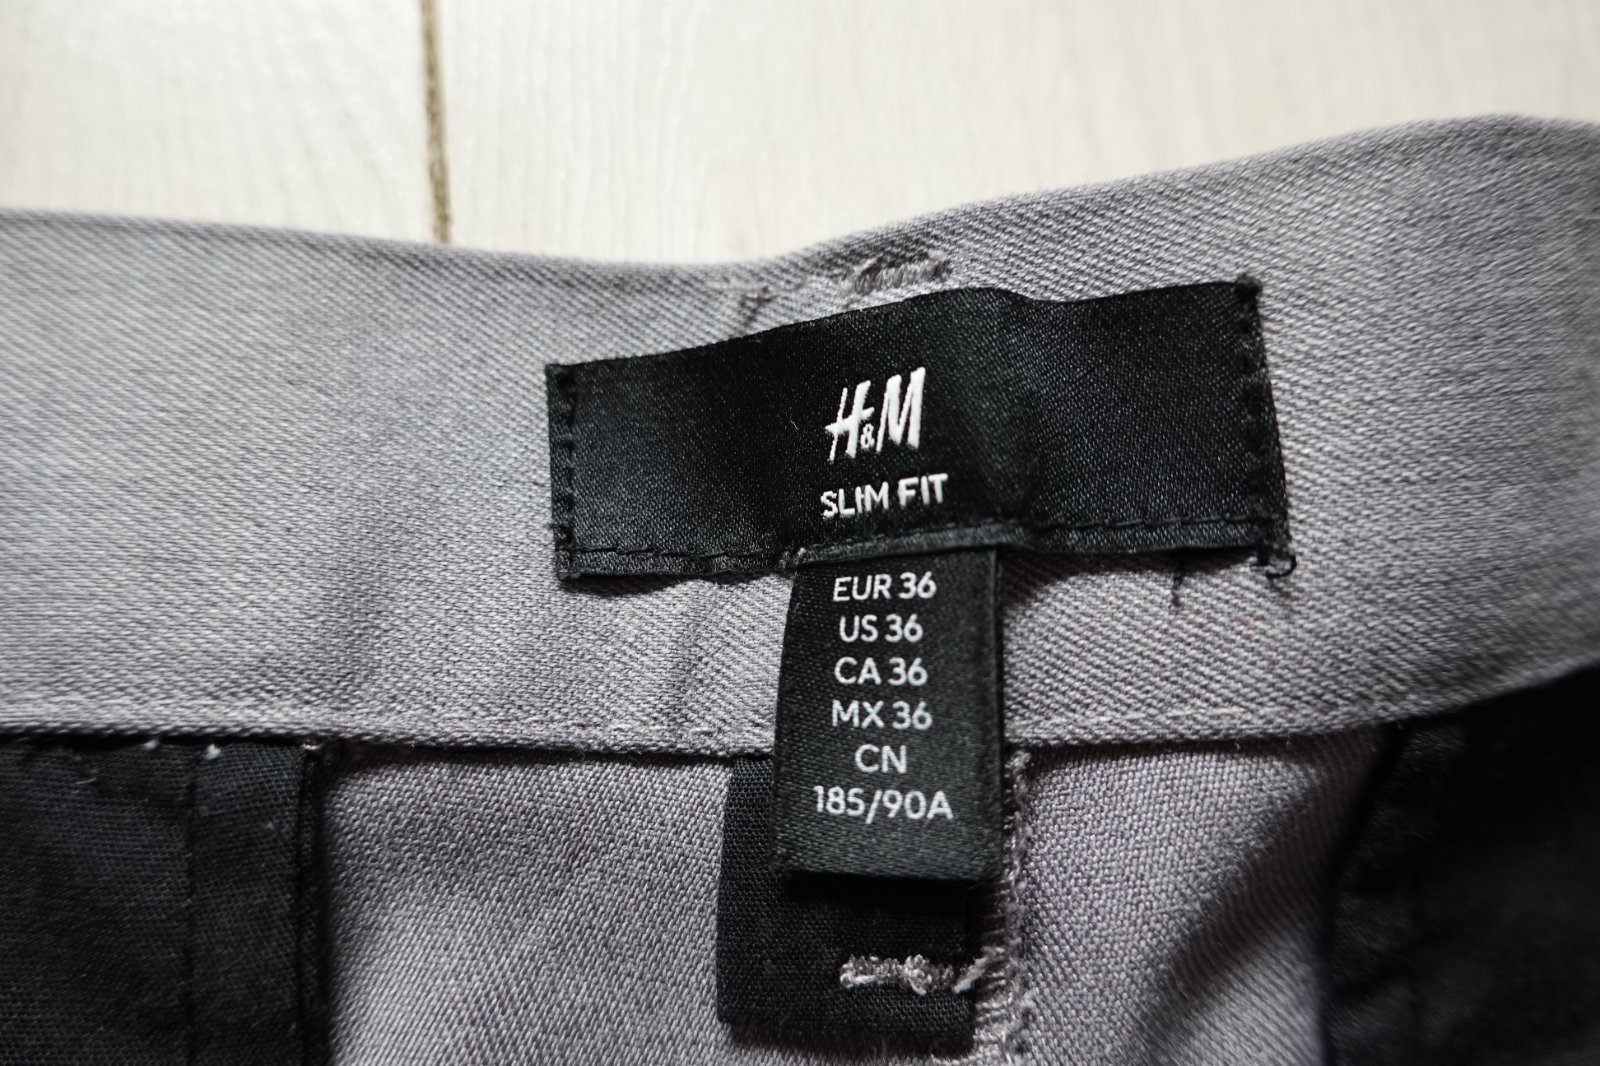 H&M
SLIM FIT
EUR 36
US 36
CA 36
MX 36
CN
185/90A